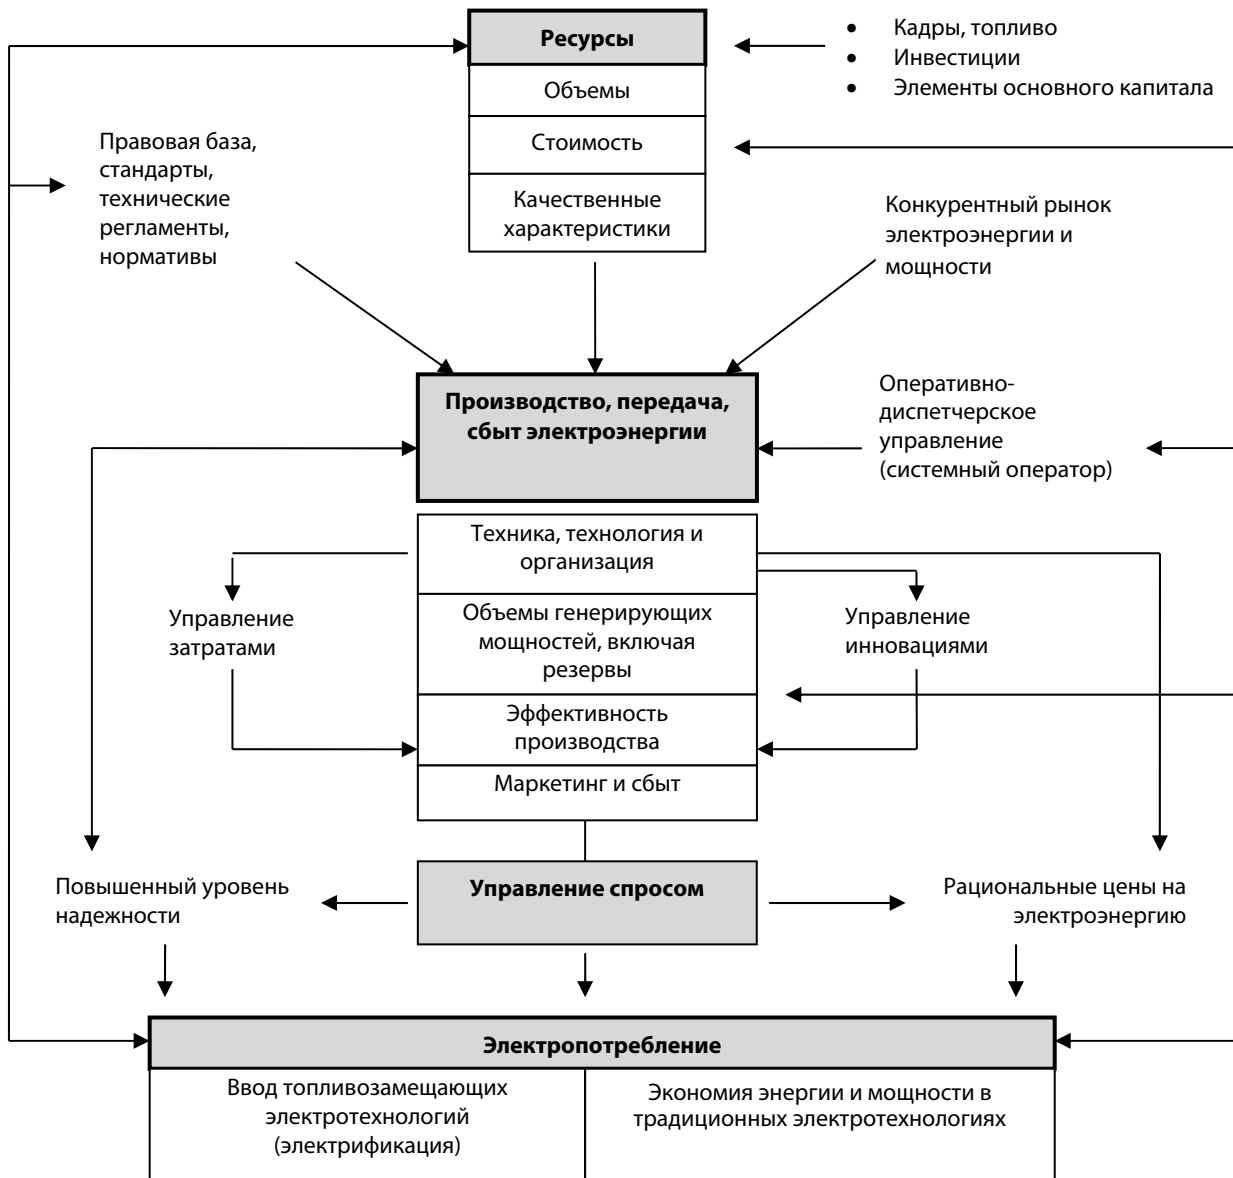 Ресурсы
• Кадры, топливо
• Инвестиции
• Элементы основного капитала
Объемы
Стоимость
Качественные
характеристики
Правовая база,
стандарты,
технические
регламенты,
нормативы
Конкурентный рынок
электроэнергии и
мощности
Производство, передача,
сбыт электроэнергии
Оперативно-
диспетчерское
управление
(системный оператор)
Техника, технология и
организация
Управление
затратами
Объемы генерирующих
мощностей, включая
резервы
Управление
инновациями
Эффективность
производства
Маркетинг и сбыт
Повышенный уровень
надежности
Управление спросом
Рациональные цены на
электроэнергию
Электропотребление
Ввод топливозамещающих
электротехнологий
(электрификация)
Экономия энергии и мощности в
традиционных электротехнологиях